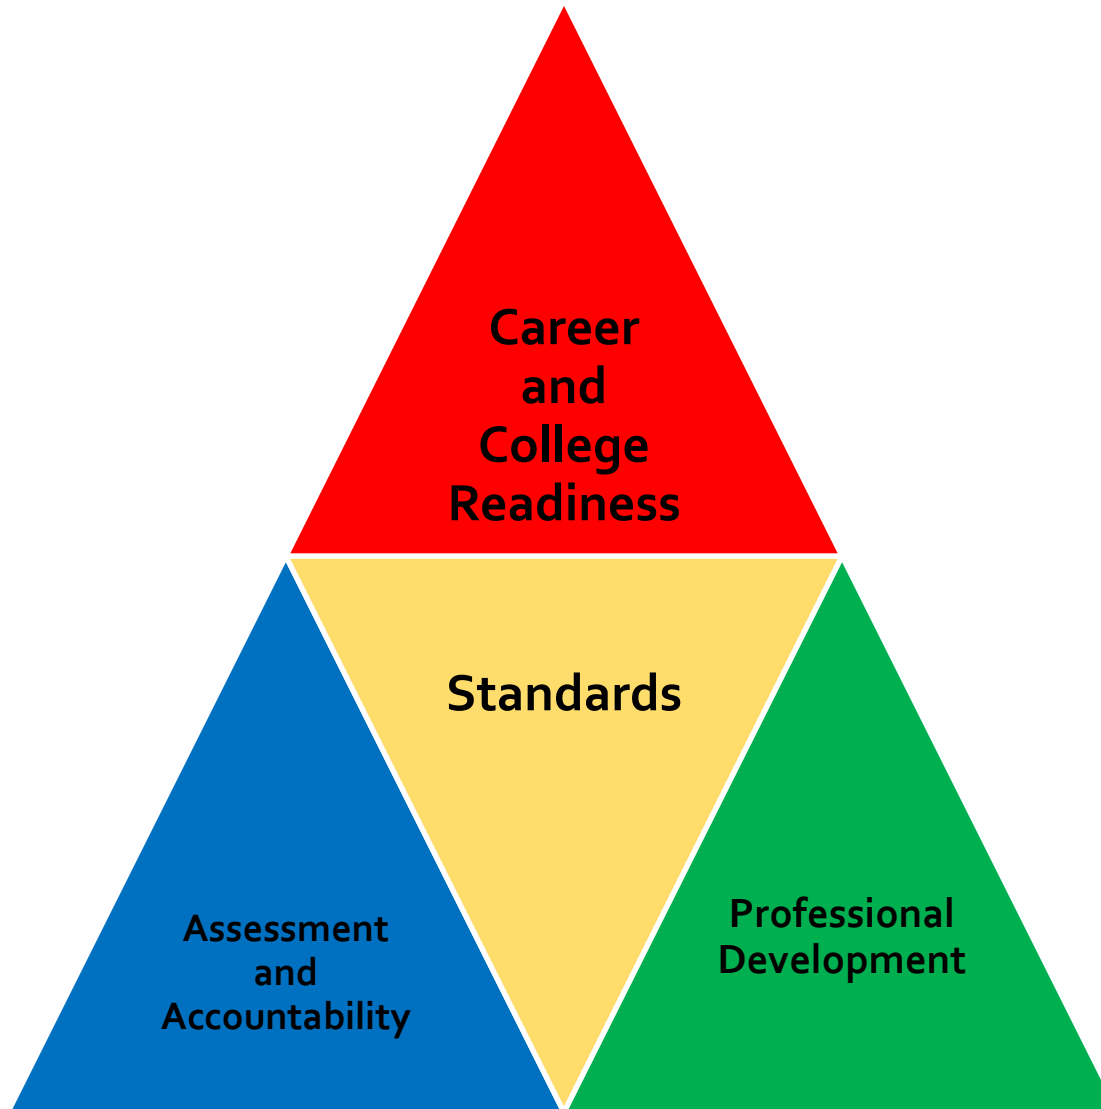 Career
and
College
Readiness
Standards
Assessment
and
Accountability
Professional
Development